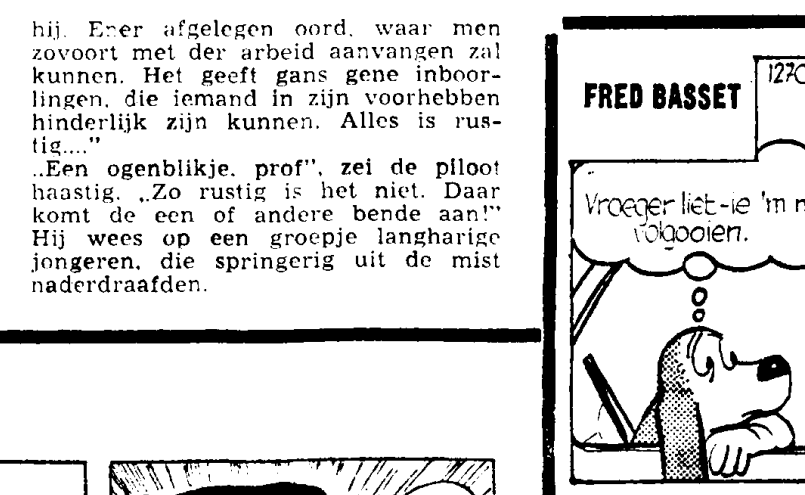 hij. Ener afgelegen oord, waar men
zovoort met der arbeid aanvangen zal
kunnen. Het geeft gans gene inboor-
lingen, die iemand in zijn voorhebben
hinderlijk zijn kunnen. Alles is rus-
tig...."
„Een ogenblikje, prof", zei de piloot
haastig. „Zo rustig is het niet. Daar
komt de een of andere bende aan!"
Hij wees op een groepje langharige
jongeren, die springerig uit de mist
naderdraafden.
FRED BASSET
1270
Vroeger liet-ie 'm
volgooien.